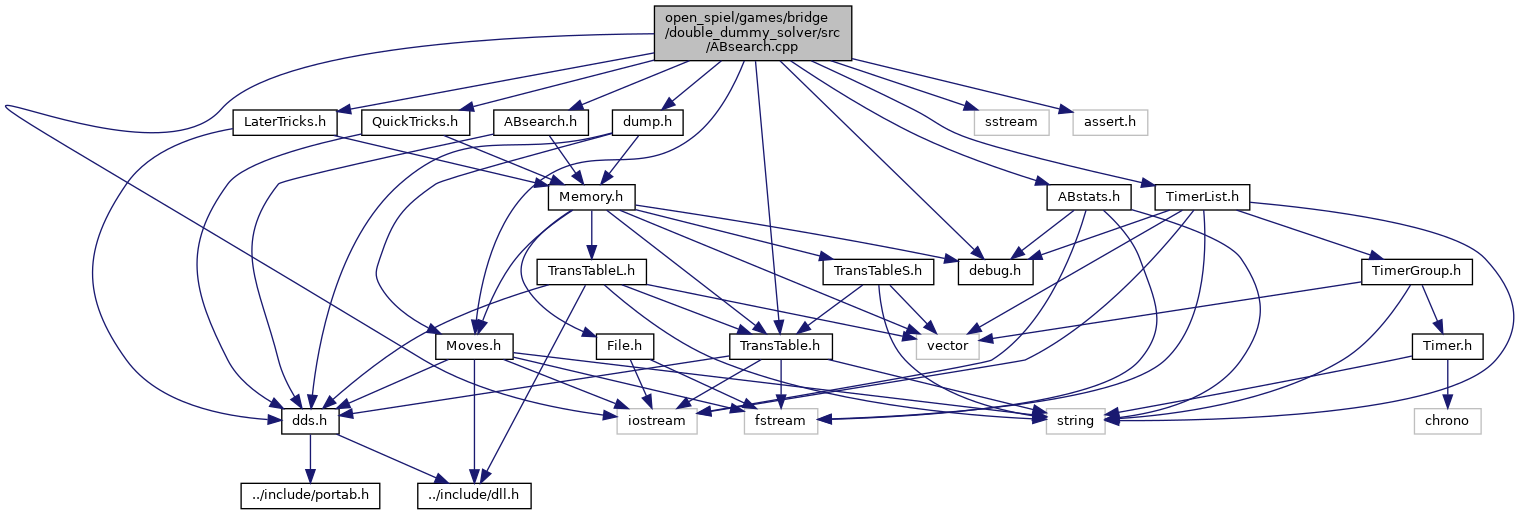 open_spiel/games/bridge
/double_dummy_solver/src
/ABsearch.cpp
LaterTricks.h
QuickTricks.h
ABsearch.h
dump.h
sstream
assert.h
Memory.h
ABstats.h
TimerList.h
TransTableL.h
TransTableS.h
debug.h
TimerGroup.h
Moves.h
File.h
TransTable.h
vector
Timer.h
dds.h
iostream
fstream
string
chrono
../include/portab.h
../include/dll.h